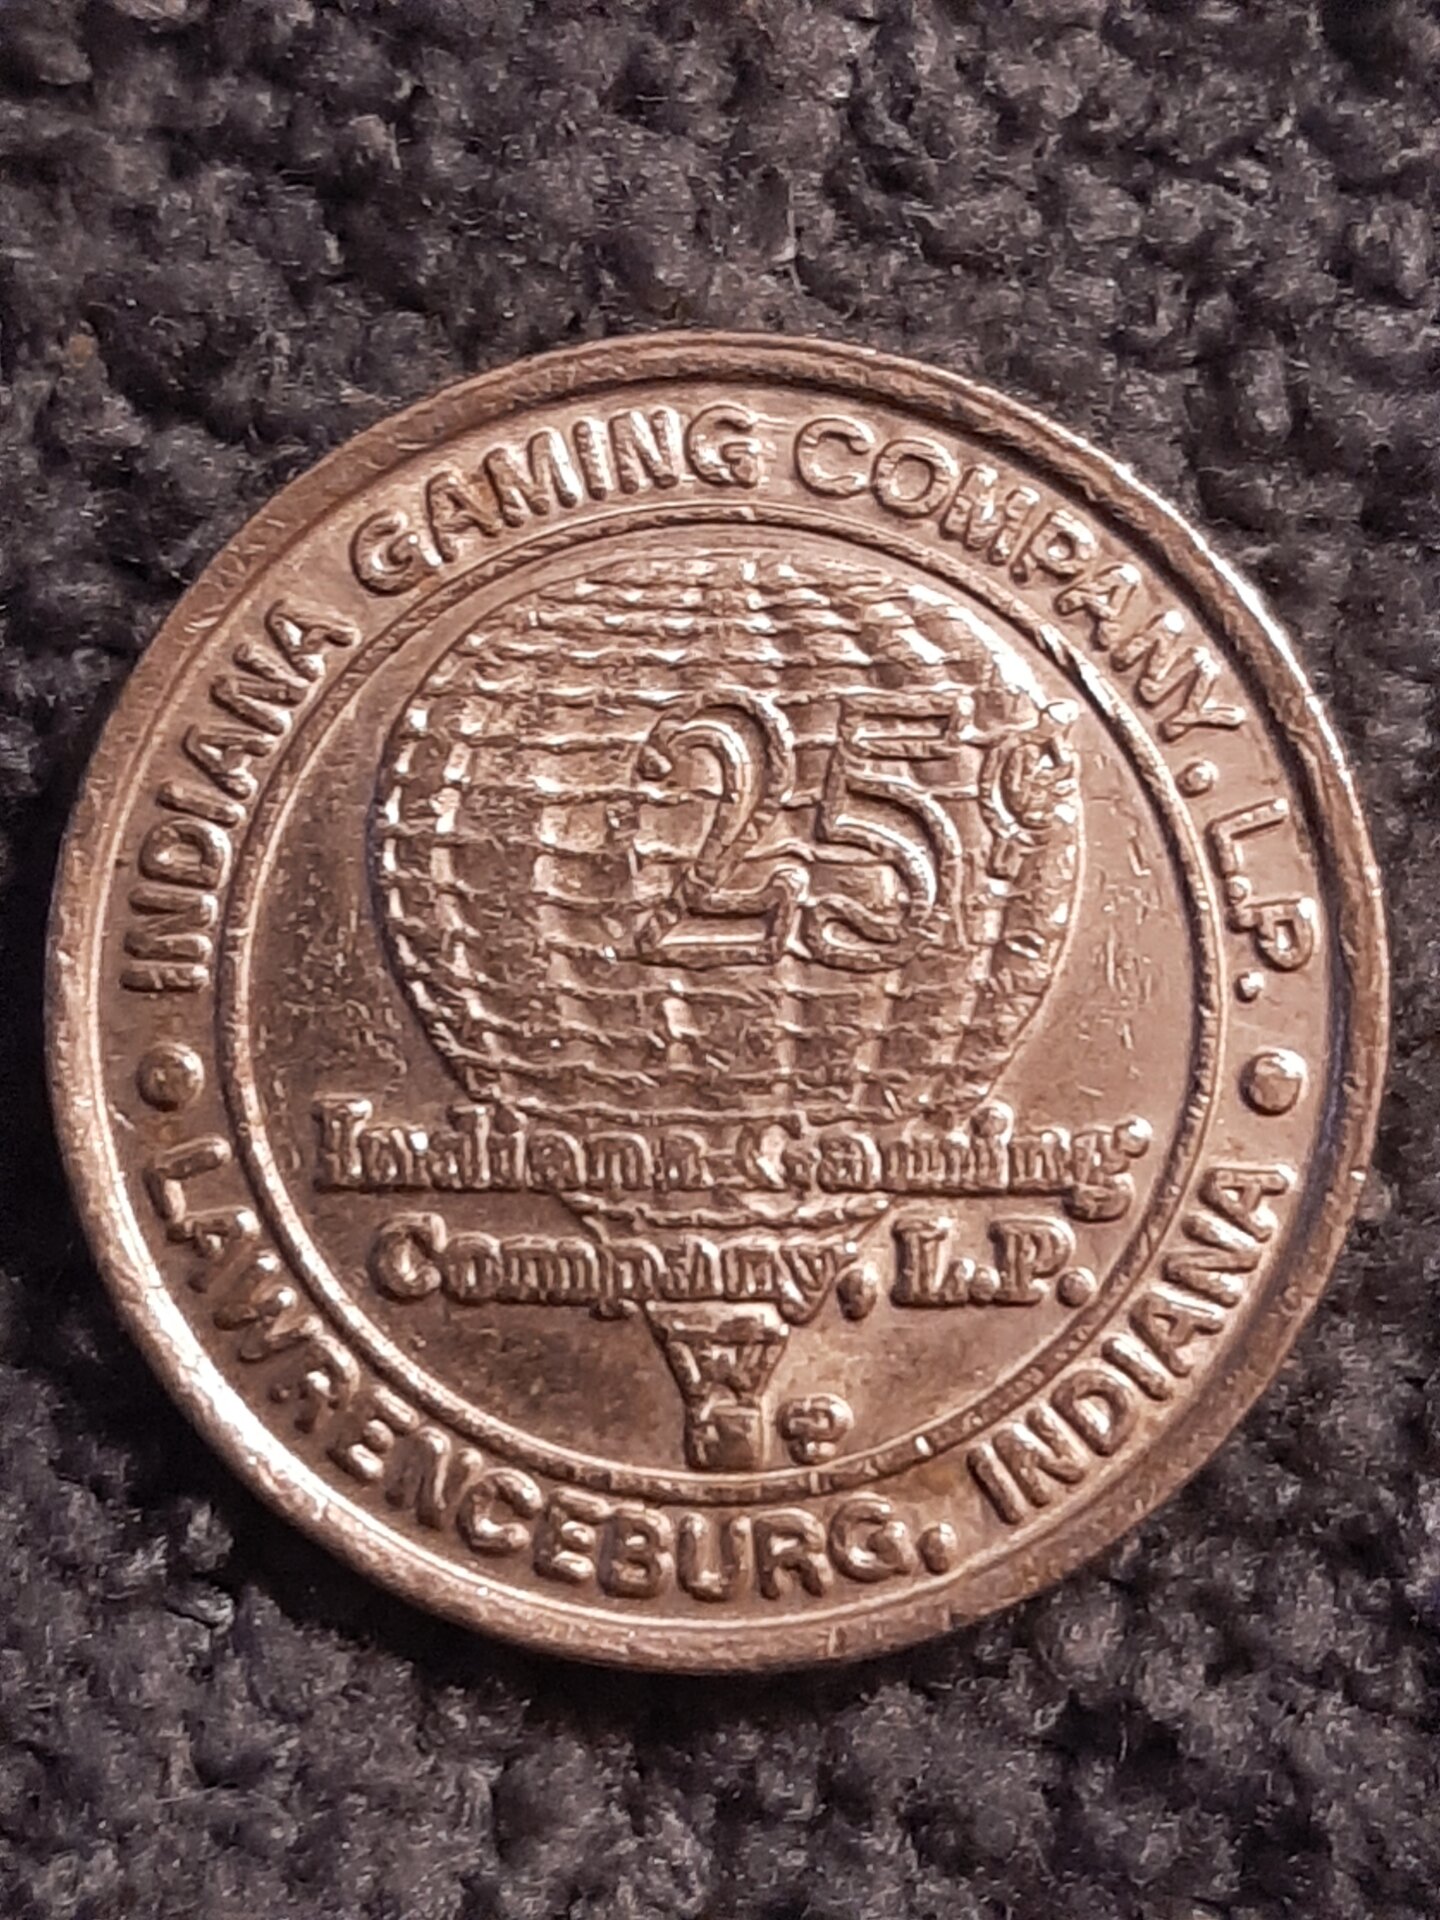 INDIANA GAMING COMPANY, L.P.
25¢
Indiana Gaming
Company, L.P.
LAWRENCEBURG, INDIANA